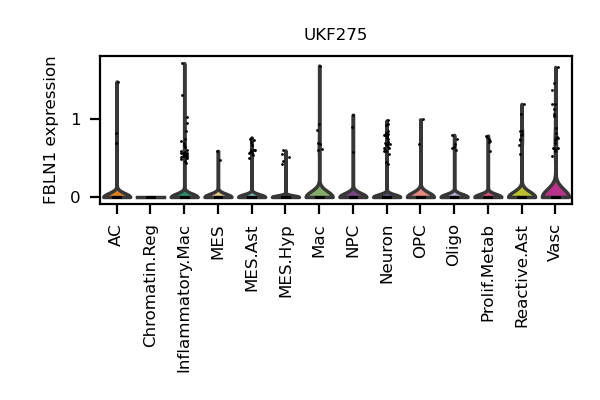 UKF275
FBLN1 expression
1
0
AC
Chromatin.Reg
Inflammatory.Mac
MES
MES.Ast
MES.Hyp
Mac
NPC
Neuron
OPC
Oligo
Prolif.Metab
Reactive.Ast
Vasc